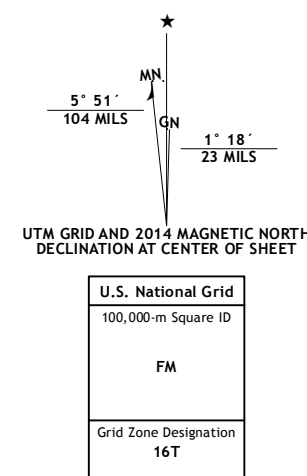 MN.
5° 51´
104 MILS
GN
1° 18´
23 MILS
UTM GRID AND 2014 MAGNETIC NORTH
DECLINATION AT CENTER OF SHEET
U.S. National Grid
100,000-m Square ID
FM
Grid Zone Designation
16T